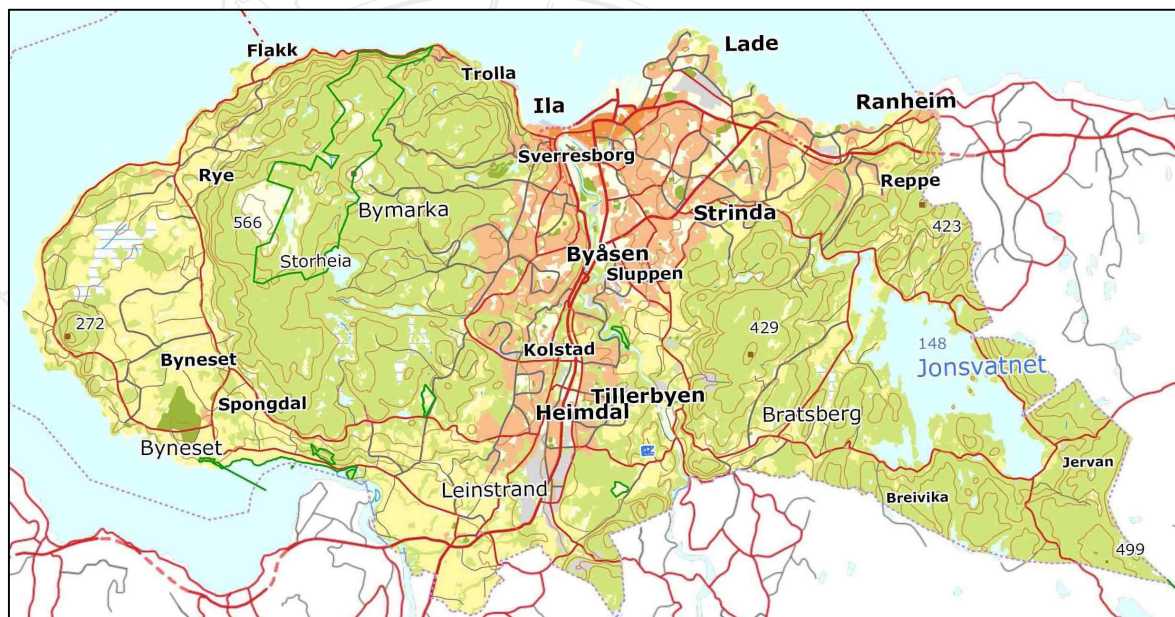 Flakk
Lade
Trolla
Ila
Ranheim
Sverresborg
Rye
Reppe
Bymarka
Strinda
566
423
Byåsen
Storheia
Sluppen
272
429
148
Kolstad
Byneset
Jonsvatnet
Tillerbyen
Spongdal
Heimdal
Bratsberg
Byneset
Jervan
Leinstrand
Breivika
499